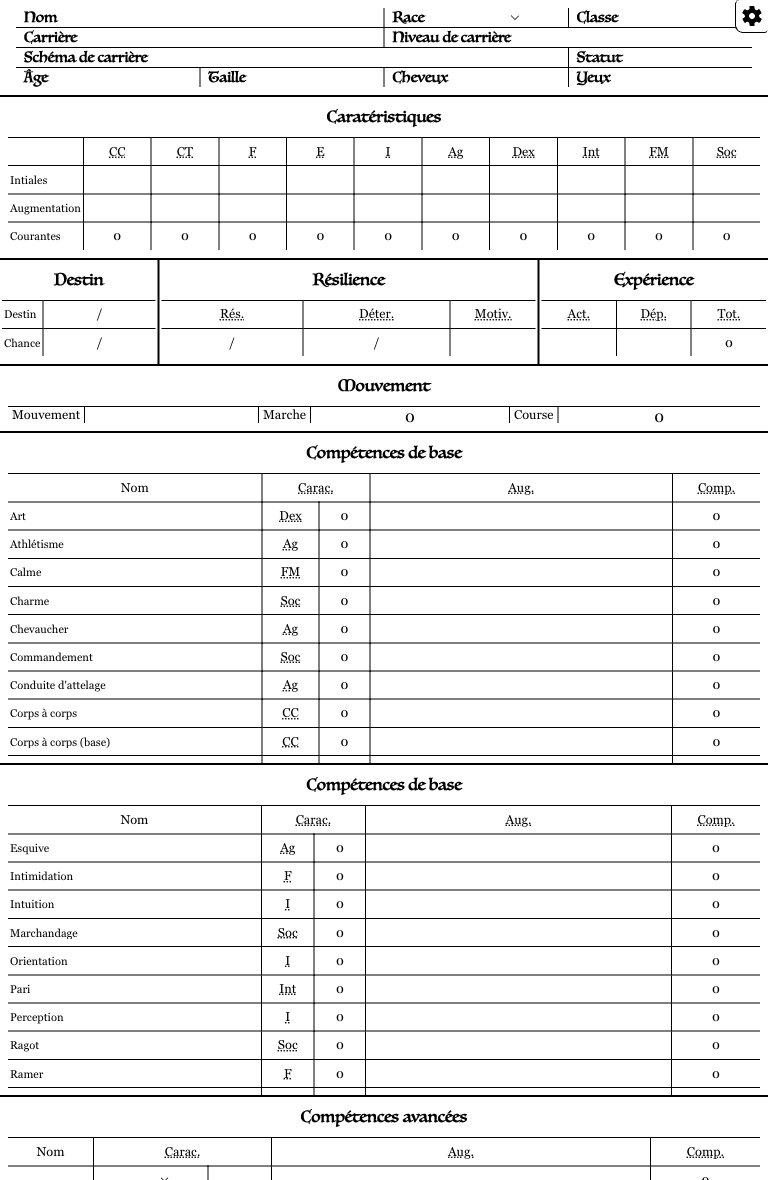 Nom Race Classe
Carrière Niveau de carrière
Schéma de carrière Statut
Âge Taille Cheveux Yeux
Caratéristiques
CC CT F E I Ag Dex Int FM Soc
Intiales
Augmentation
Courantes 0 0 0 0 0 0 0 0 0 0
Destin Résilience Expérience
Destin / Rés. Déter. Motiv. Act. Dép. Tot.
Chance / / / 0
Mouvement
Mouvement Marche 0 Course 0
Compétences de base
Nom Carac. Aug. Comp.
Art Dex 0 0
Athlétisme Ag 0 0
Calme FM 0 0
Charme Soc 0 0
Chevaucher Ag 0 0
Commandement Soc 0 0
Conduite d'attelage Ag 0 0
Corps à corps CC 0 0
Corps à corps (base) CC 0 0
Compétences de base
Nom Carac. Aug. Comp.
Esquive Ag 0 0
Intimidation F 0 0
Intuition I 0 0
Marchandage Soc 0 0
Orientation I 0 0
Pari Int 0 0
Perception I 0 0
Ragot Soc 0 0
Ramer F 0 0
Compétences avancées
Nom Carac. Aug. Comp.
0